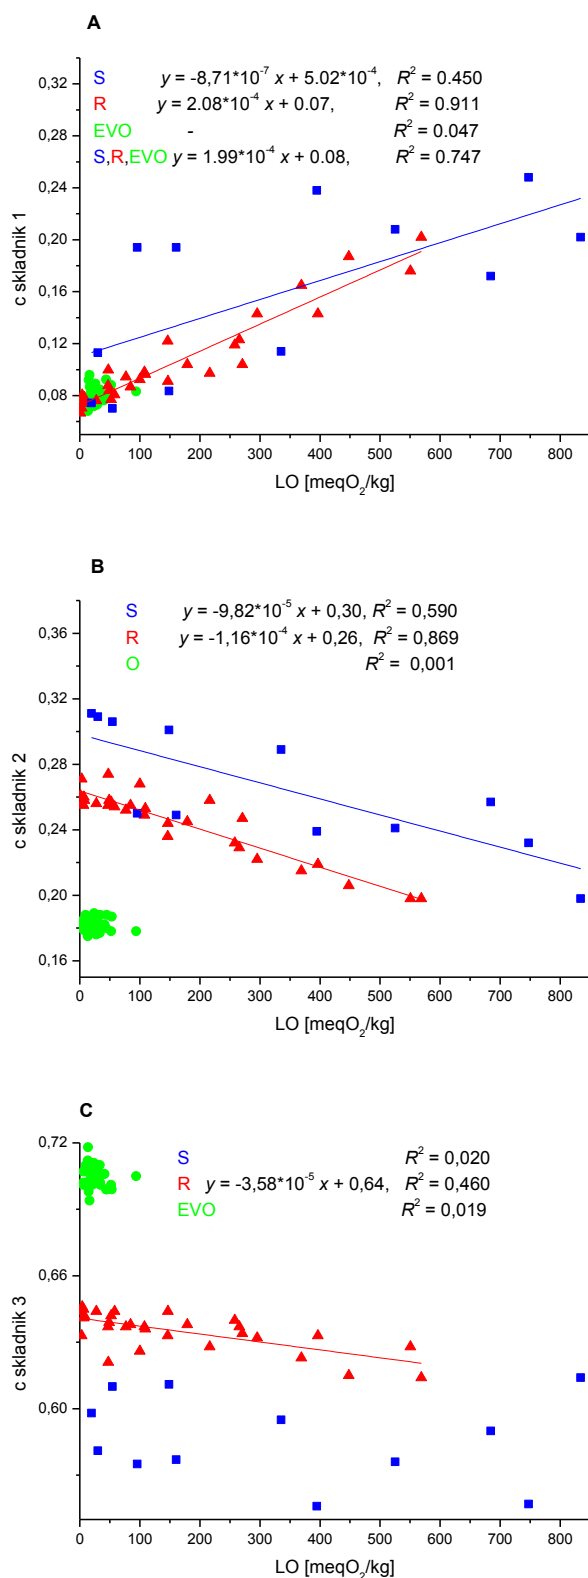 A
S y = -8,71*10⁻⁷ x + 5.02*10⁻⁴, R² = 0.450
R y = 2.08*10⁻⁴ x + 0.07, R² = 0.911
EVO - R² = 0.047
S,R,EVO y = 1.99*10⁻⁴ x + 0.08, R² = 0.747
0,32
0,28
0,24
0,20
0,16
0,12
0,08
c skladnik 1
0 100 200 300 400 500 600 700 800
LO [meqO₂/kg]
B
S y = -9,82*10⁻⁵ x + 0,30, R² = 0,590
R y = -1,16*10⁻⁴ x + 0,26, R² = 0,869
O R² = 0,001
0,36
0,32
0,28
0,24
0,20
0,16
c skladnik 2
0 100 200 300 400 500 600 700 800
LO [meqO₂/kg]
C
S R² = 0,020
R y = -3,58*10⁻⁵ x + 0,64, R² = 0,460
EVO R² = 0,019
0,72
0,66
0,60
c skladnik 3
0 100 200 300 400 500 600 700 800
LO [meqO₂/kg]